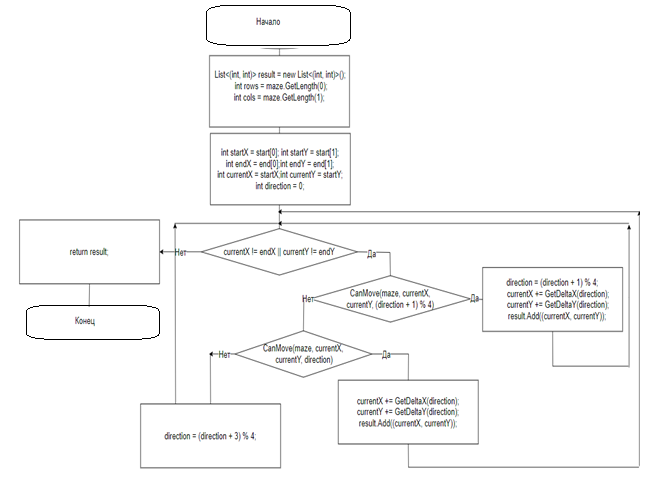 Начало
List<(int, int)> result = new List<(int, int)>();
int rows = maze.GetLength(0);
int cols = maze.GetLength(1);
int startX = start[0]; int startY = start[1];
int endX = end[0];int endY = end[1];
int currentX = startX;int currentY = startY;
int direction = 0;
currentX != endX || currentY != endY
Нет
Да
return result;
Конец
CanMove(maze, currentX,
currentY, (direction + 1) % 4)
Нет
Да
direction = (direction + 1) % 4;
currentX += GetDeltaX(direction);
currentY += GetDeltaY(direction);
result.Add((currentX, currentY));
CanMove(maze, currentX,
currentY, direction)
Нет
Да
currentX += GetDeltaX(direction);
currentY += GetDeltaY(direction);
result.Add((currentX, currentY));
direction = (direction + 3) % 4;